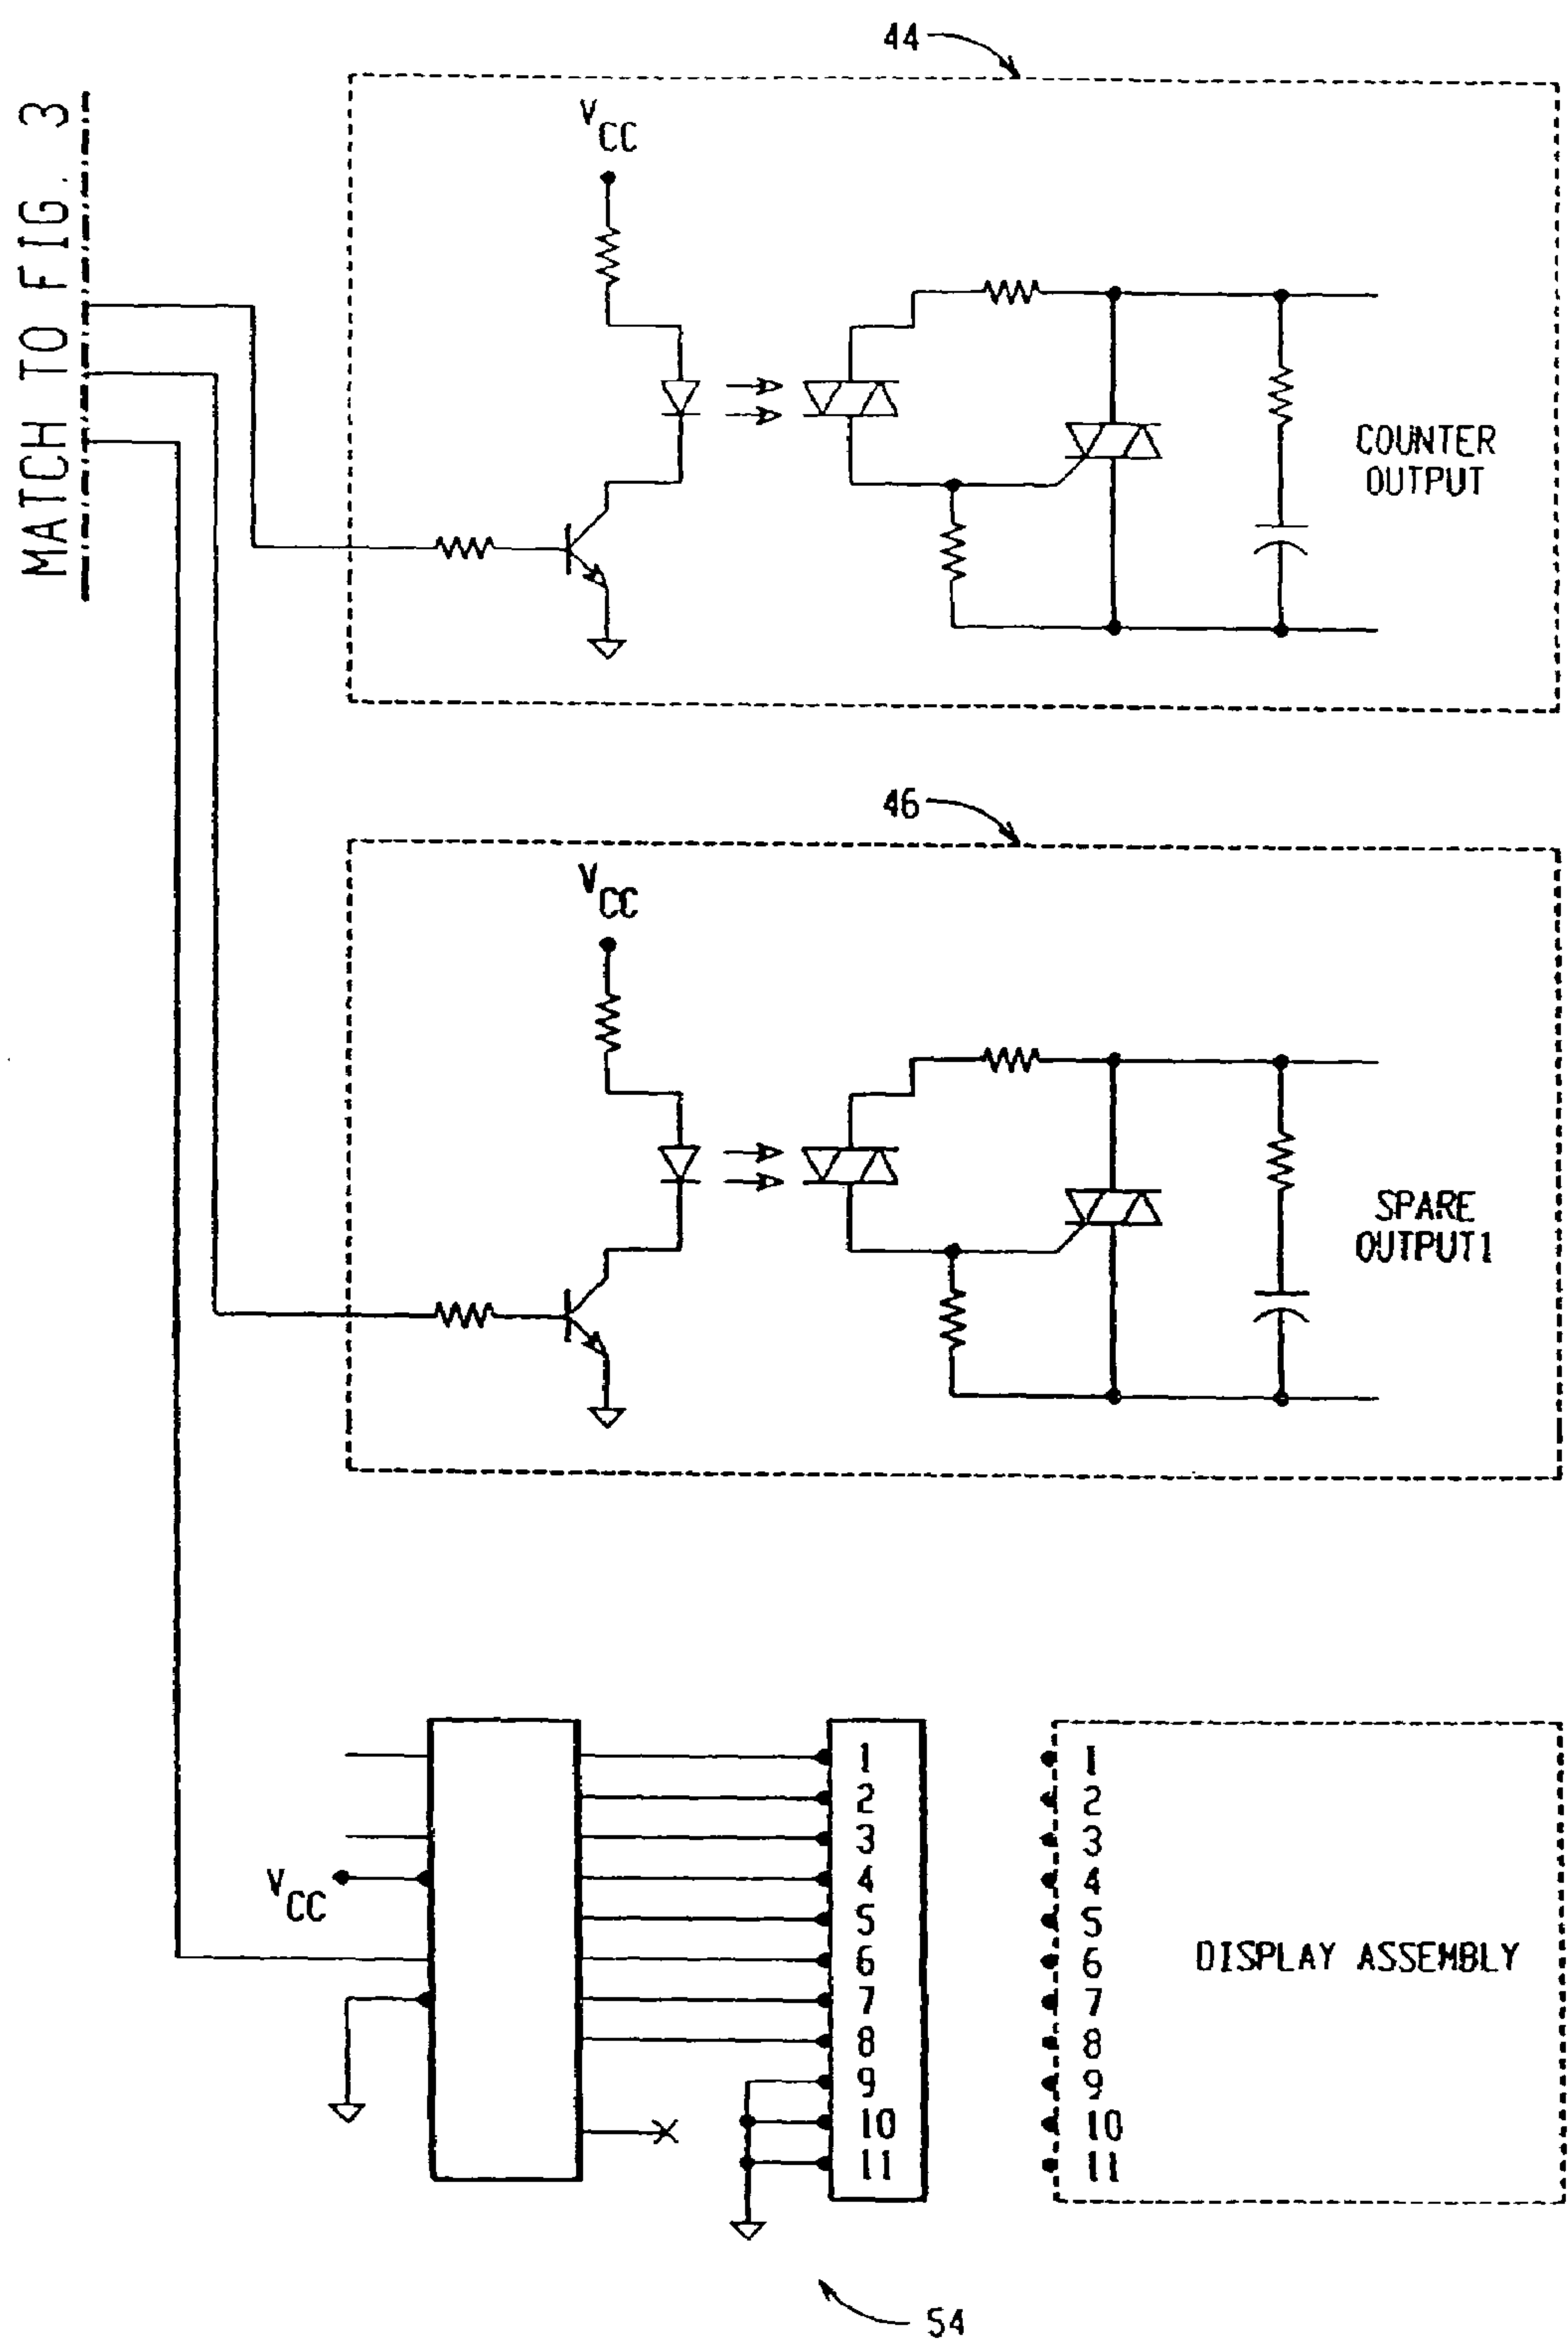 MATCH TO FIG. 3
44
VCC
COUNTER
OUTPUT
46
VCC
SPARE
OUTPUT1
VCC
1
2
3
4
5
6
7
8
9
10
11
1
2
3
4
5
6
7
8
9
10
11
DISPLAY ASSEMBLY
54